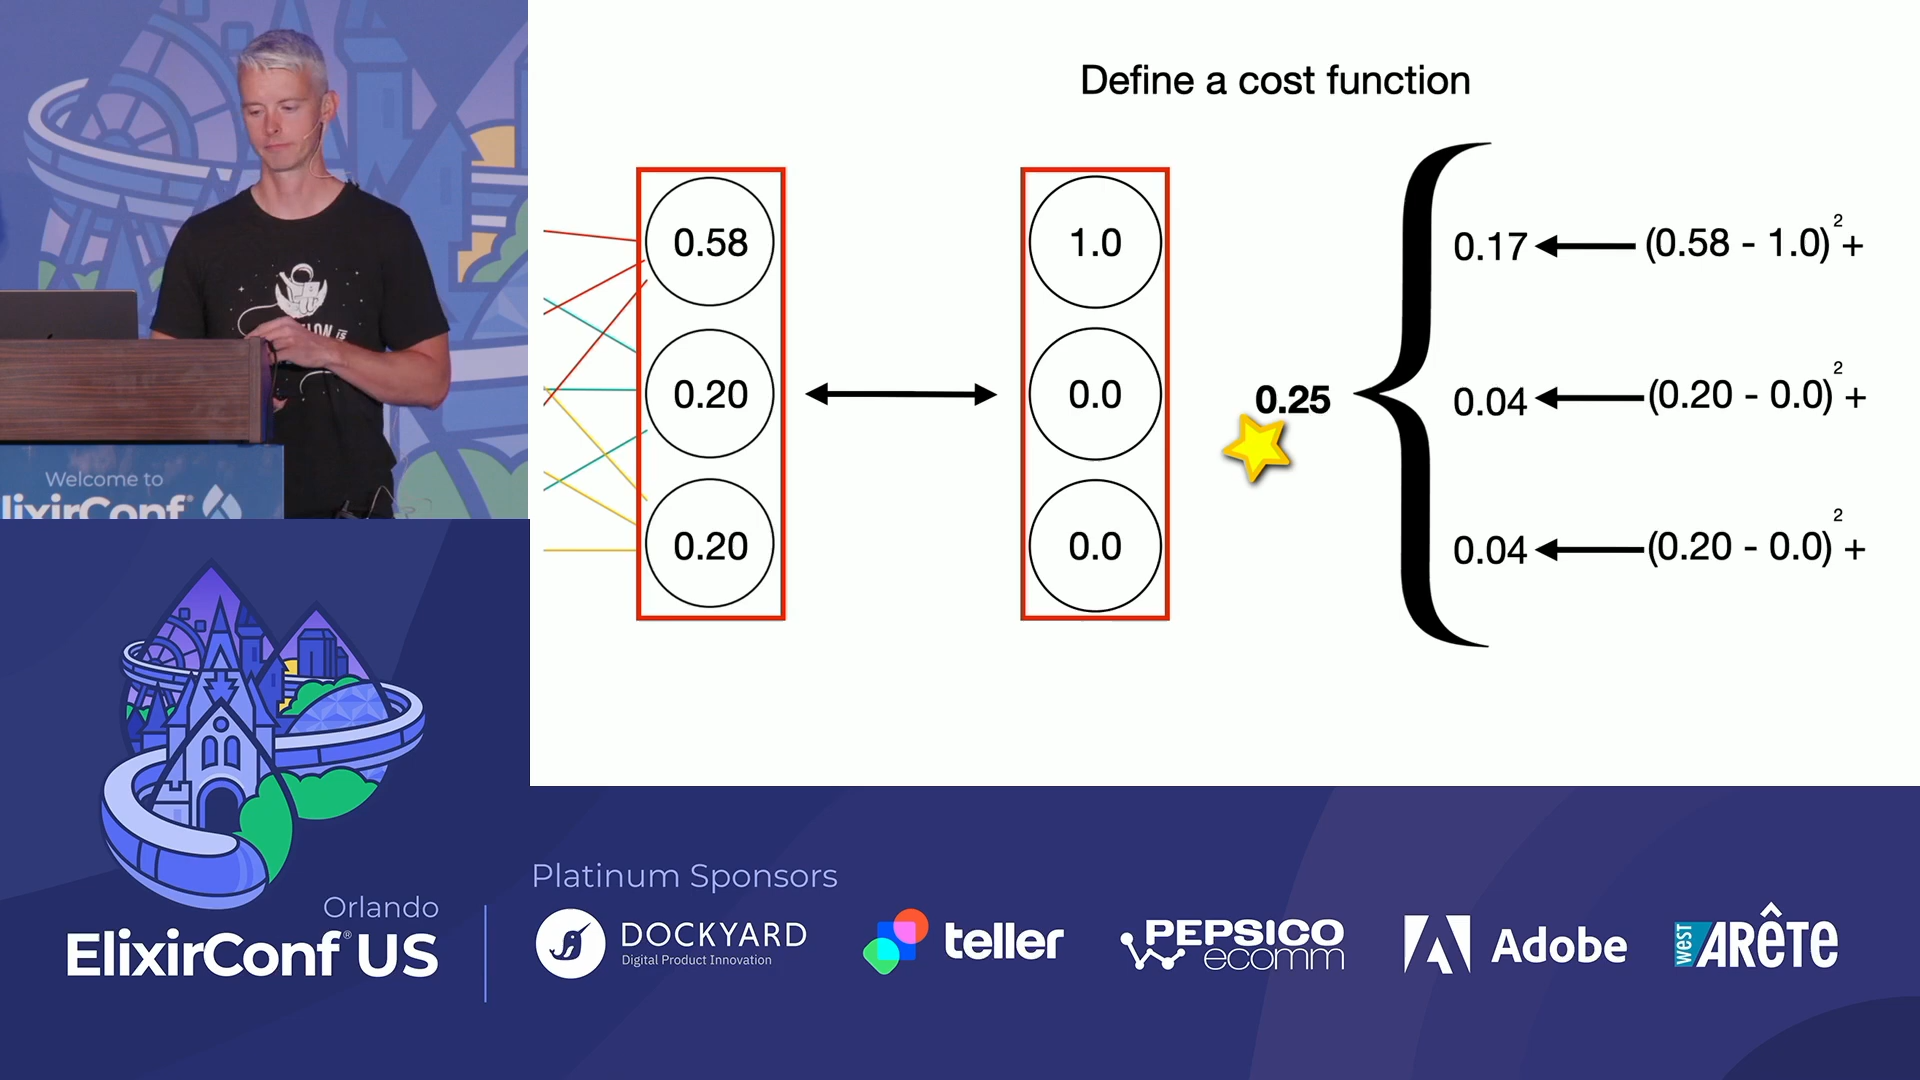 Define a cost function
0.58
1.0
0.17
(0.58 - 1.0)² +
0.20
0.0
0.25
0.04
(0.20 - 0.0)² +
0.20
0.0
0.04
(0.20 - 0.0)² +
Welcome to
lixirConf®
Orlando
ElixirConf® US
Platinum Sponsors
DOCKYARD
Digital Product Innovation
teller
PEPSICO
ecomm
Adobe
west ARÊTE